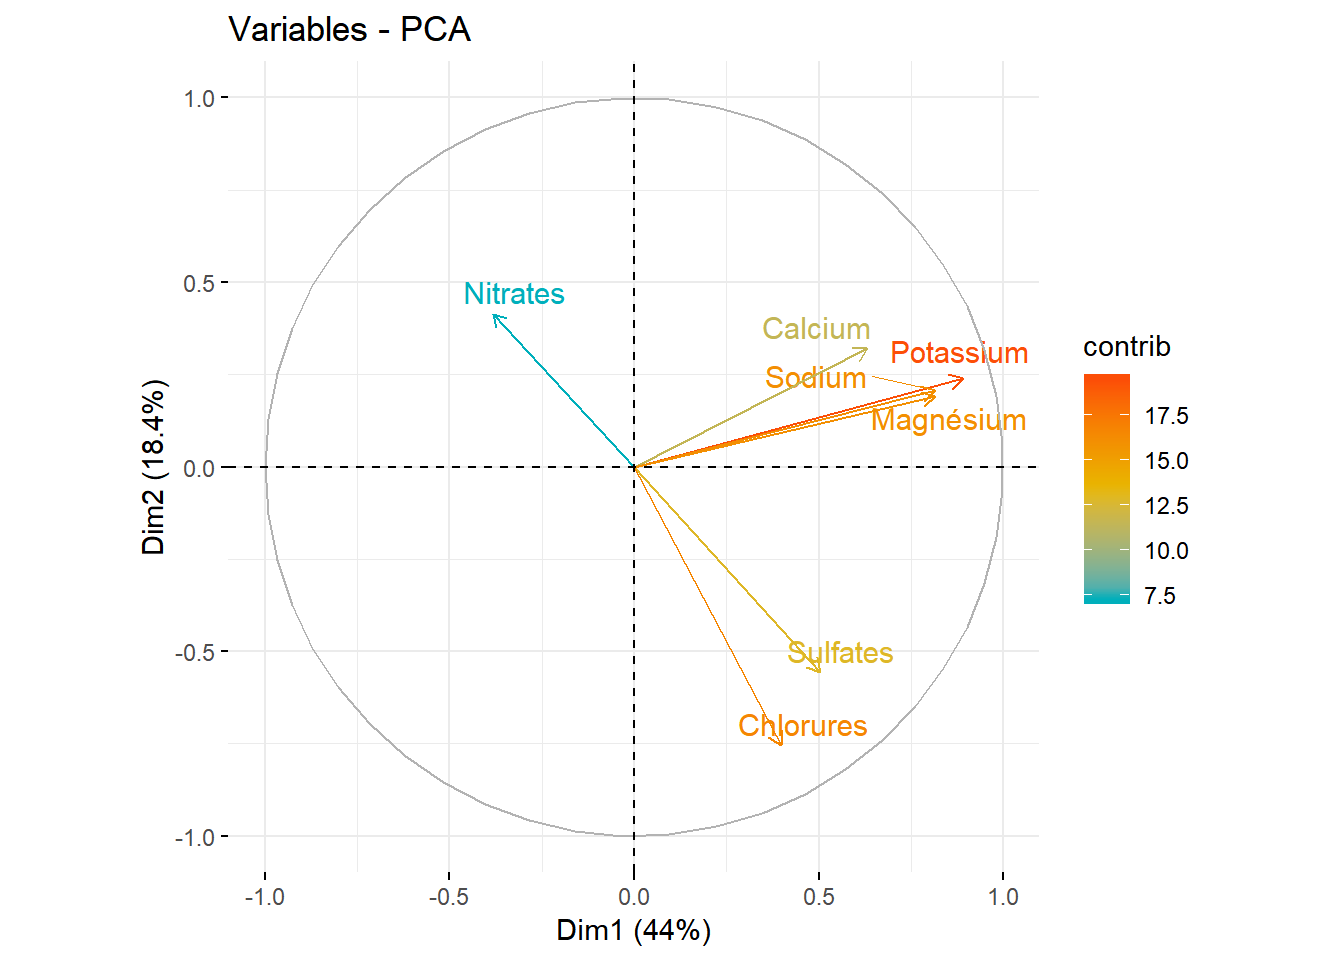 Variables - PCA
1.0
0.5
0.0
-0.5
-1.0
Dim2 (18.4%)
Nitrates
Calcium
Potassium
Sodium
Magnésium
Sulfates
Chlorures
-1.0
-0.5
0.0
0.5
1.0
Dim1 (44%)
contrib
17.5
15.0
12.5
10.0
7.5